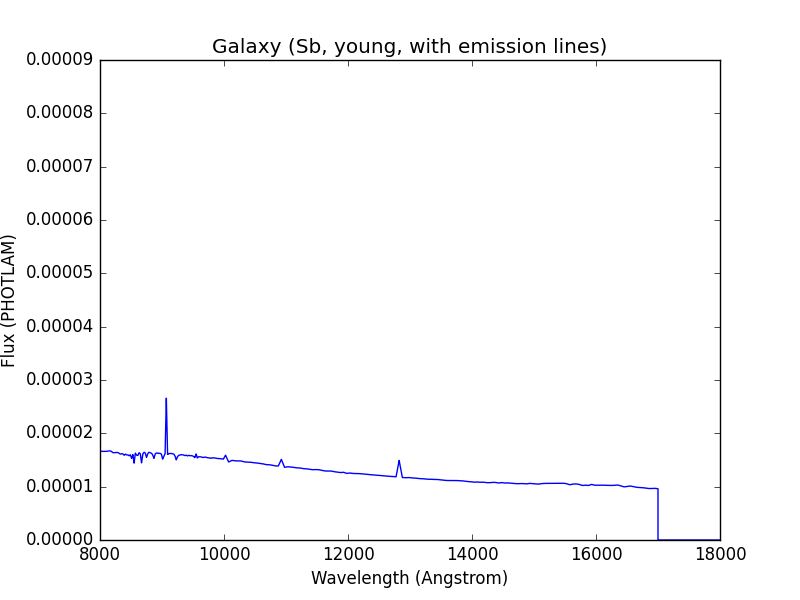 Galaxy (Sb, young, with emission lines)
0.00009
0.00008
0.00007
0.00006
0.00005
0.00004
0.00003
0.00002
0.00001
0.00000
Flux (PHOTLAM)
8000 10000 12000 14000 16000 18000
Wavelength (Angstrom)